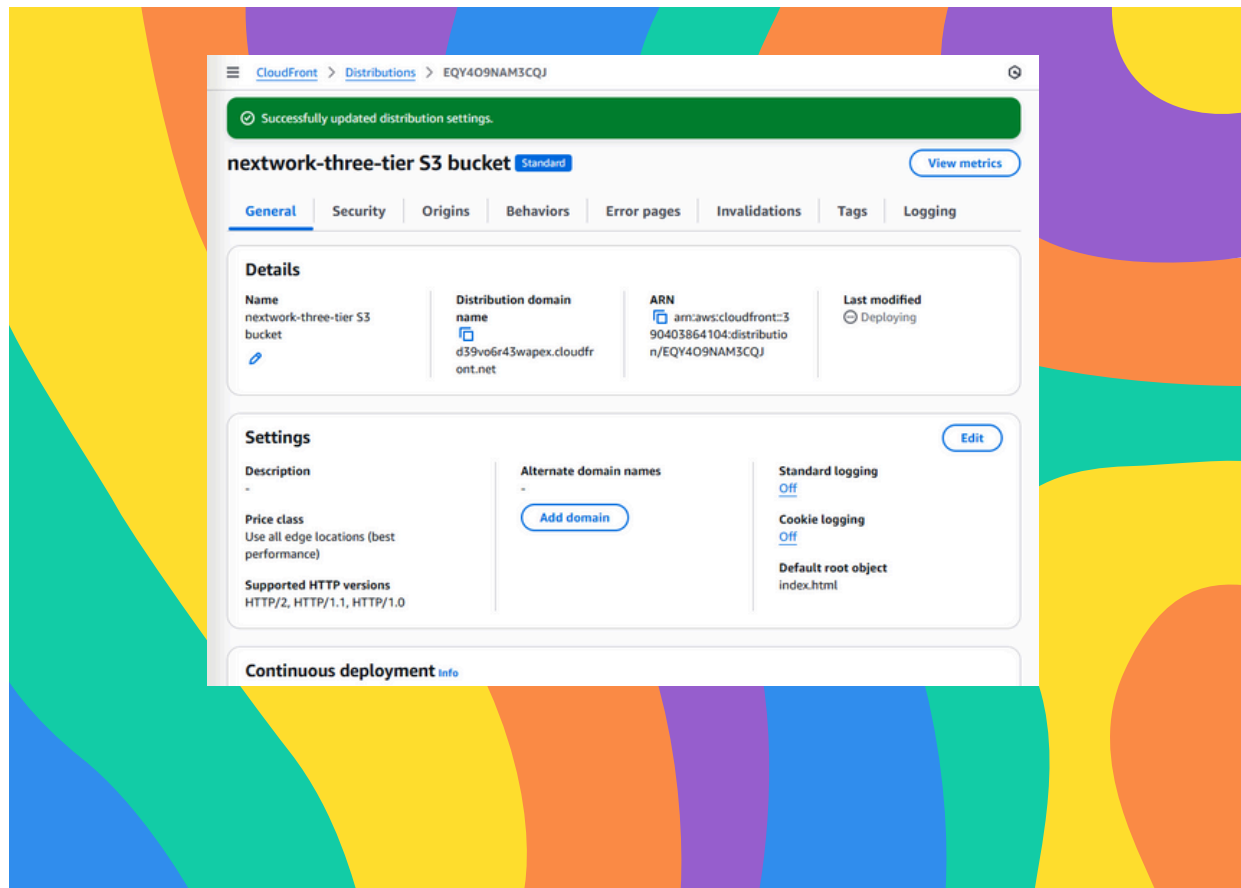 CloudFront > Distributions > EQY4O9NAM3CQJ
Successfully updated distribution settings.
nextwork-three-tier S3 bucket Standard
View metrics
General Security Origins Behaviors Error pages Invalidations Tags Logging
Details
Name
nextwork-three-tier S3
bucket
Distribution domain
name
d39vo6r43wapex.cloudfr
ont.net
ARN
arn:aws:cloudfront::3
90403864104:distributio
n/EQY4O9NAM3CQJ
Last modified
Deploying
Settings
Edit
Description
-
Price class
Use all edge locations (best
performance)
Supported HTTP versions
HTTP/2, HTTP/1.1, HTTP/1.0
Alternate domain names
-
Add domain
Standard logging
Off
Cookie logging
Off
Default root object
index.html
Continuous deployment Info